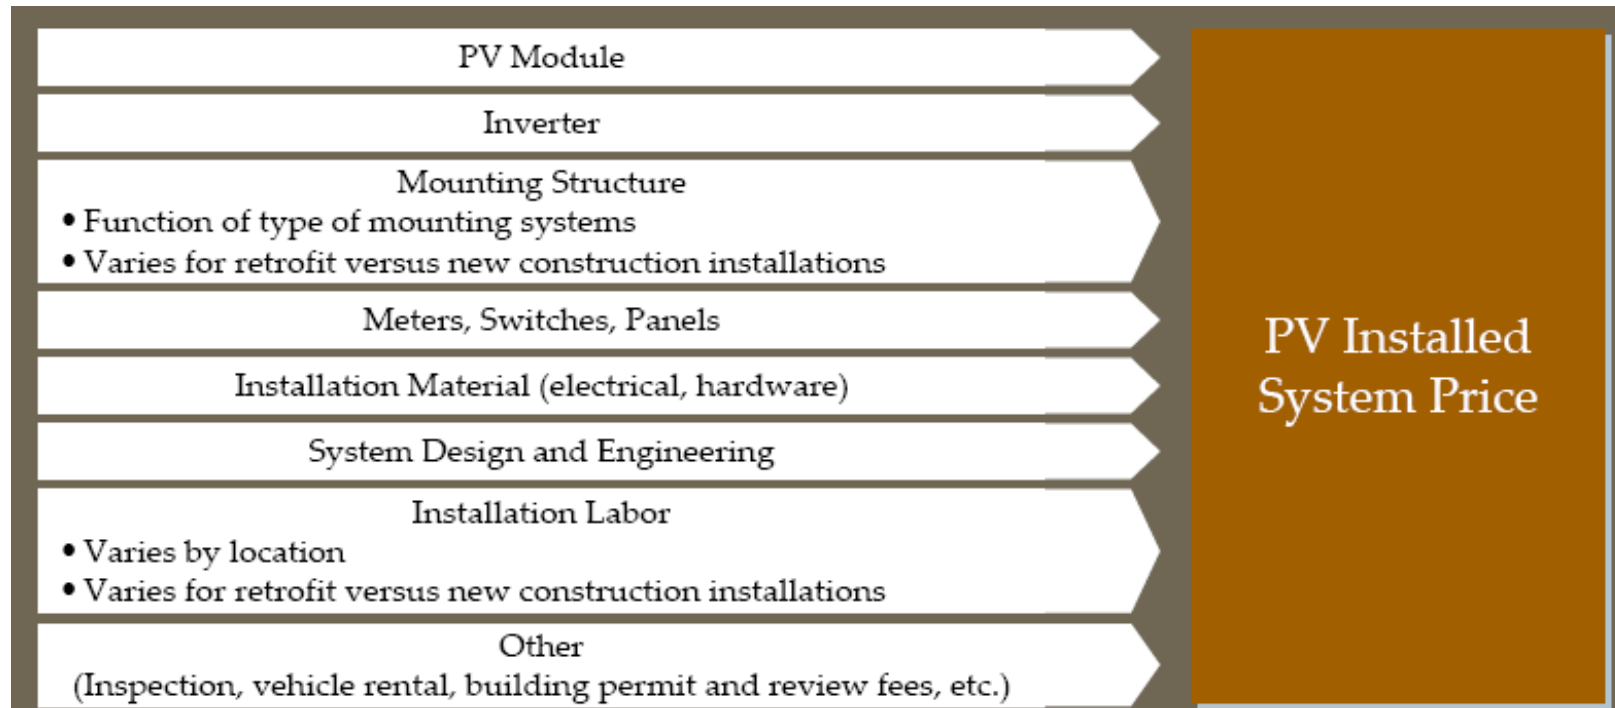 PV Module
Inverter
Mounting Structure
• Function of type of mounting systems
• Varies for retrofit versus new construction installations
Meters, Switches, Panels
Installation Material (electrical, hardware)
System Design and Engineering
Installation Labor
• Varies by location
• Varies for retrofit versus new construction installations
Other
(Inspection, vehicle rental, building permit and review fees, etc.)
PV Installed
System Price